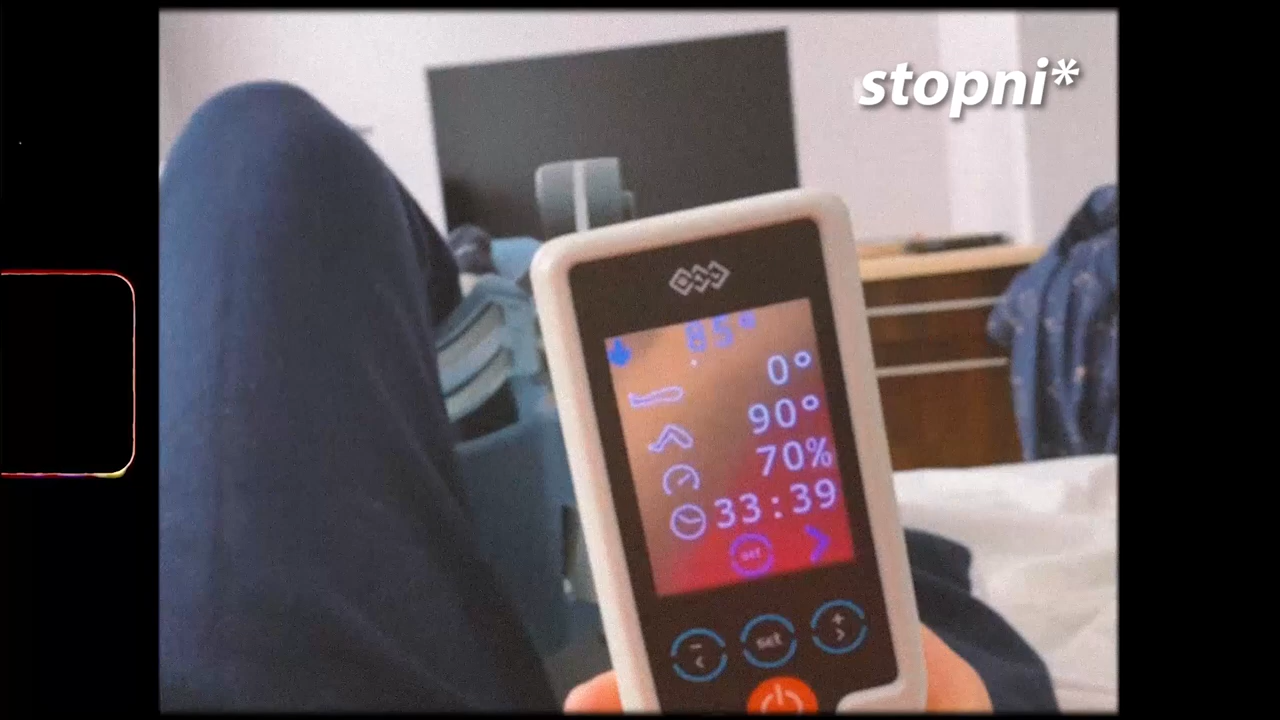 stopni*
85°
0°
90°
70%
33:39
set
- set +
< >